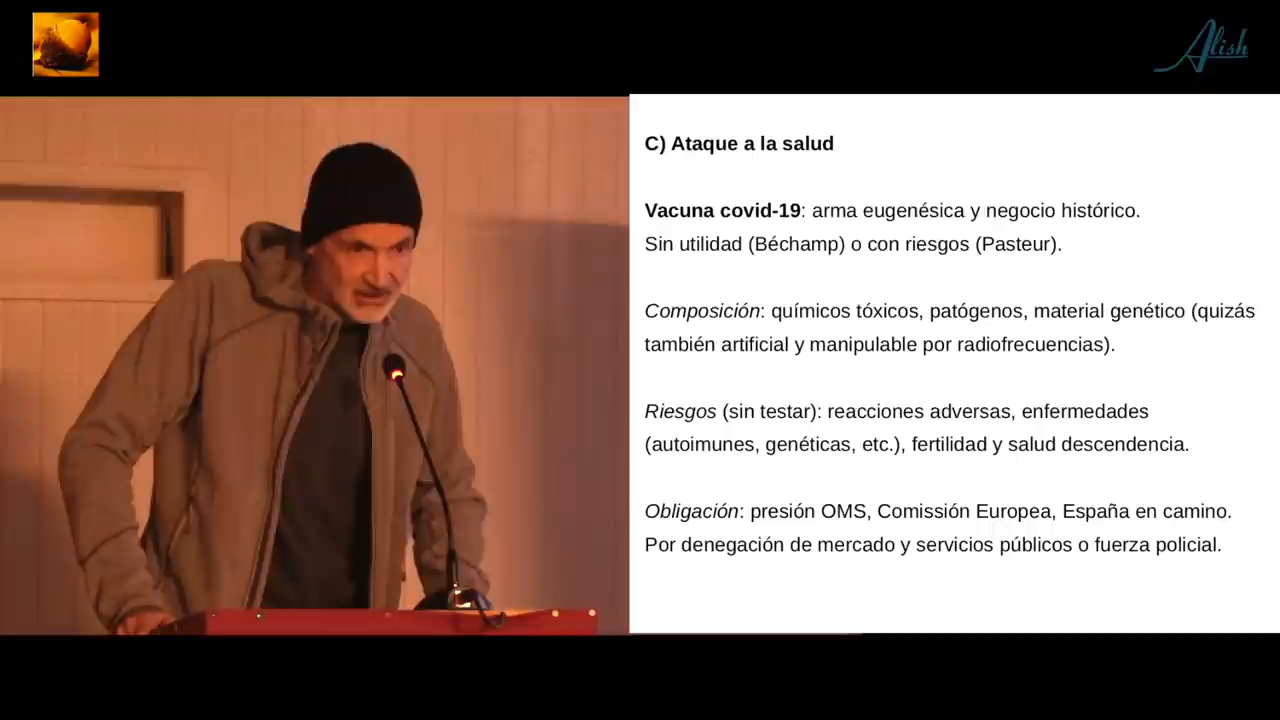 Alish
C) Ataque a la salud
Vacuna covid-19: arma eugenésica y negocio histórico.
Sin utilidad (Béchamp) o con riesgos (Pasteur).
Composición: químicos tóxicos, patógenos, material genético (quizás
también artificial y manipulable por radiofrecuencias).
Riesgos (sin testar): reacciones adversas, enfermedades
(autoimunes, genéticas, etc.), fertilidad y salud descendencia.
Obligación: presión OMS, Comissión Europea, España en camino.
Por denegación de mercado y servicios públicos o fuerza policial.